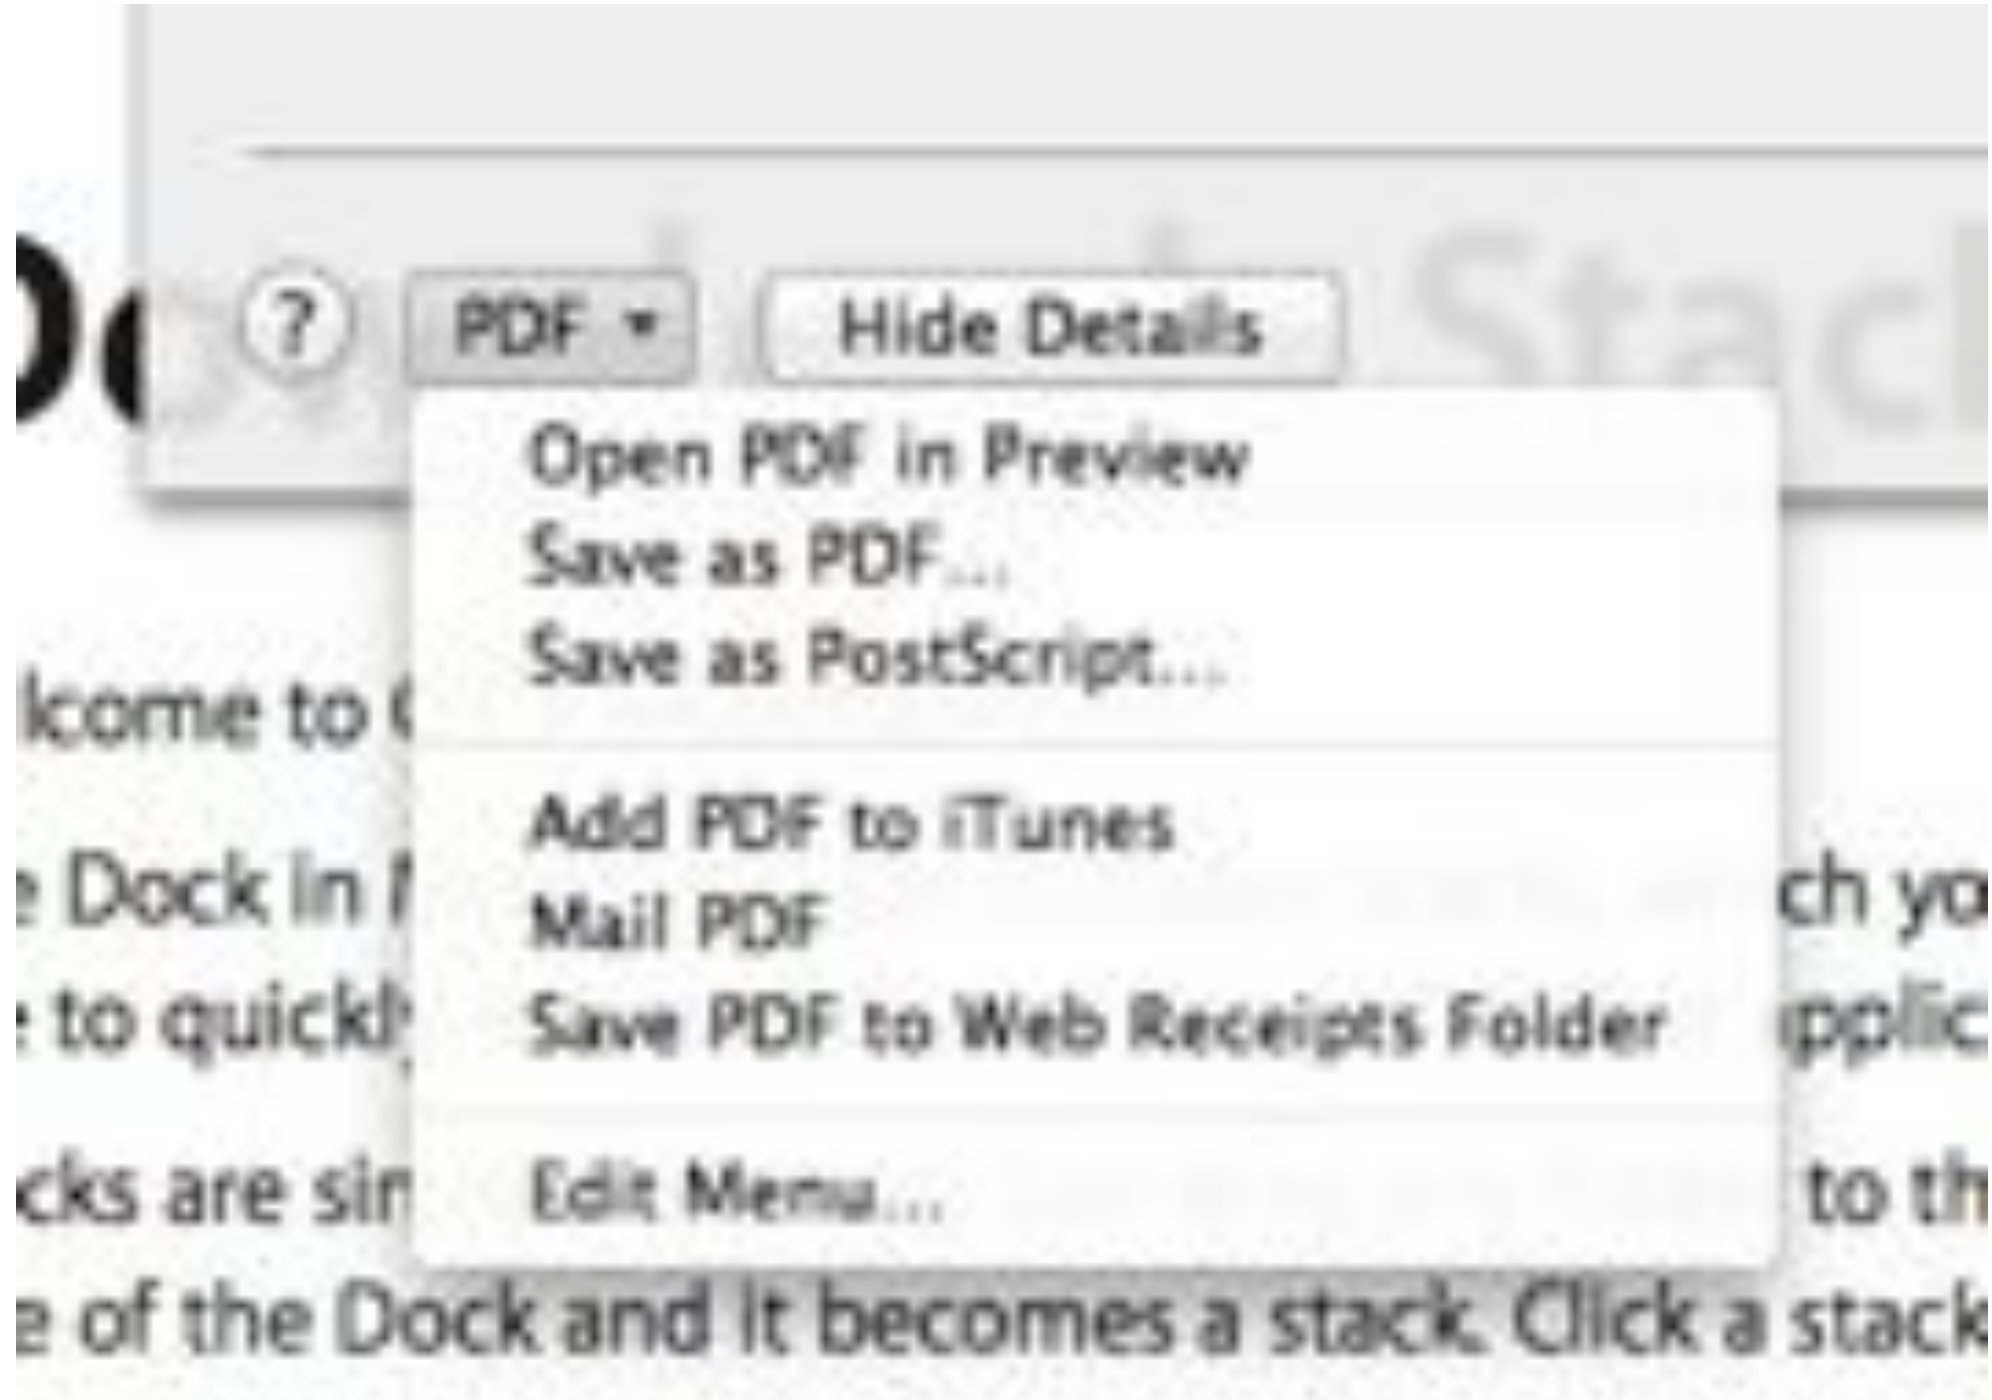 Stac
? PDF Hide Details
Open PDF in Preview
Save as PDF...
Save as PostScript...
lcome to
Add PDF to iTunes
e Dock in
ch yo
Mail PDF
Save PDF to Web Receipts Folder
to quickly
pplic
Edit Menu...
cks are
to th
e of the Dock and it becomes a stack. Click a stack